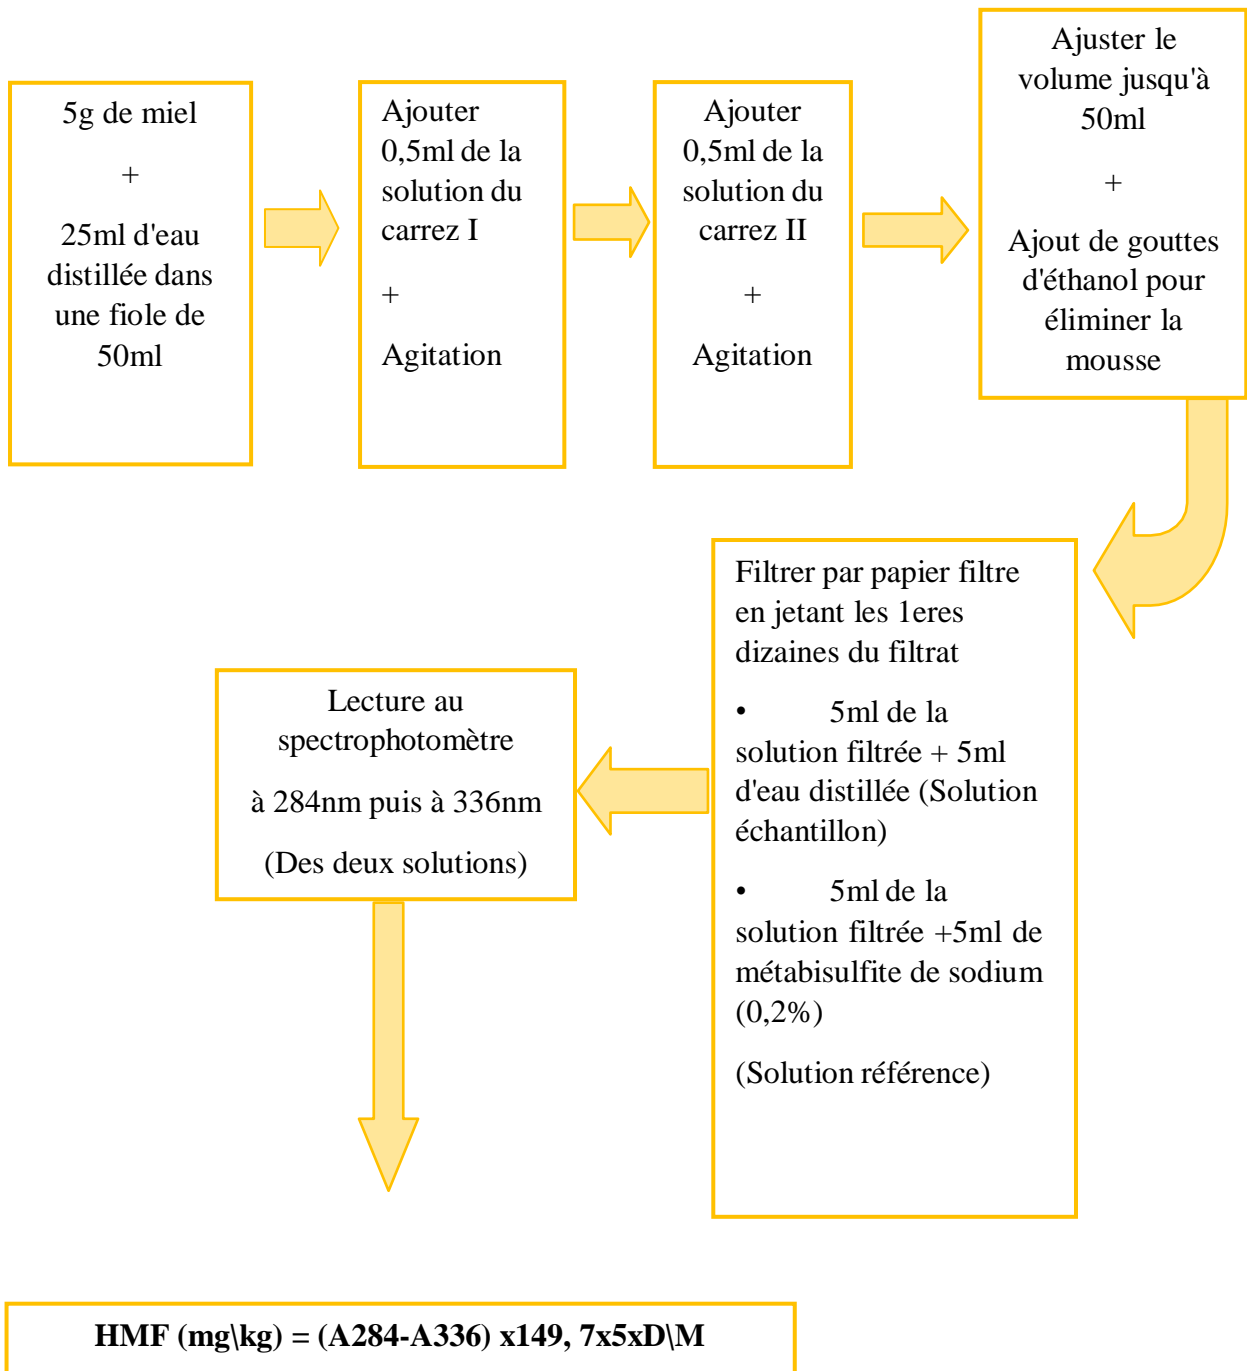 5g de miel
+
25ml d'eau
distillée dans
une fiole de
50ml
Ajouter
0,5ml de la
solution du
carrez I
+
Agitation
Ajouter
0,5ml de la
solution du
carrez II
+
Agitation
Ajuster le
volume jusqu'à
50ml
+
Ajout de gouttes
d'éthanol pour
éliminer la
mousse
Filtrer par papier filtre
en jetant les 1eres
dizaines du filtrat
• 5ml de la
solution filtrée + 5ml
d'eau distillée (Solution
échantillon)
• 5ml de la
solution filtrée +5ml de
métabisulfite de sodium
(0,2%)
(Solution référence)
Lecture au
spectrophotomètre
à 284nm puis à 336nm
(Des deux solutions)
HMF (mg\kg) = (A284-A336) x149, 7x5xD\M